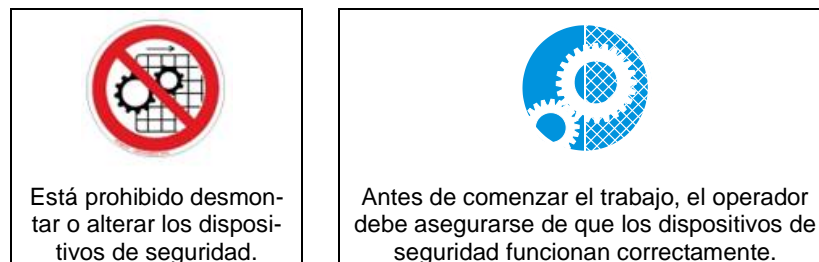 Está prohibido desmon-
tar o alterar los disposi-
tivos de seguridad.
Antes de comenzar el trabajo, el operador
debe asegurarse de que los dispositivos de
seguridad funcionan correctamente.